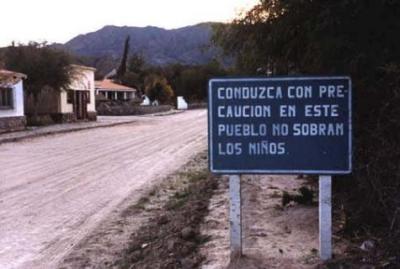 CONDUZCA CON PRE-
CAUCION EN ESTE
PUEBLO NO SOBRAN
LOS NIÑOS.